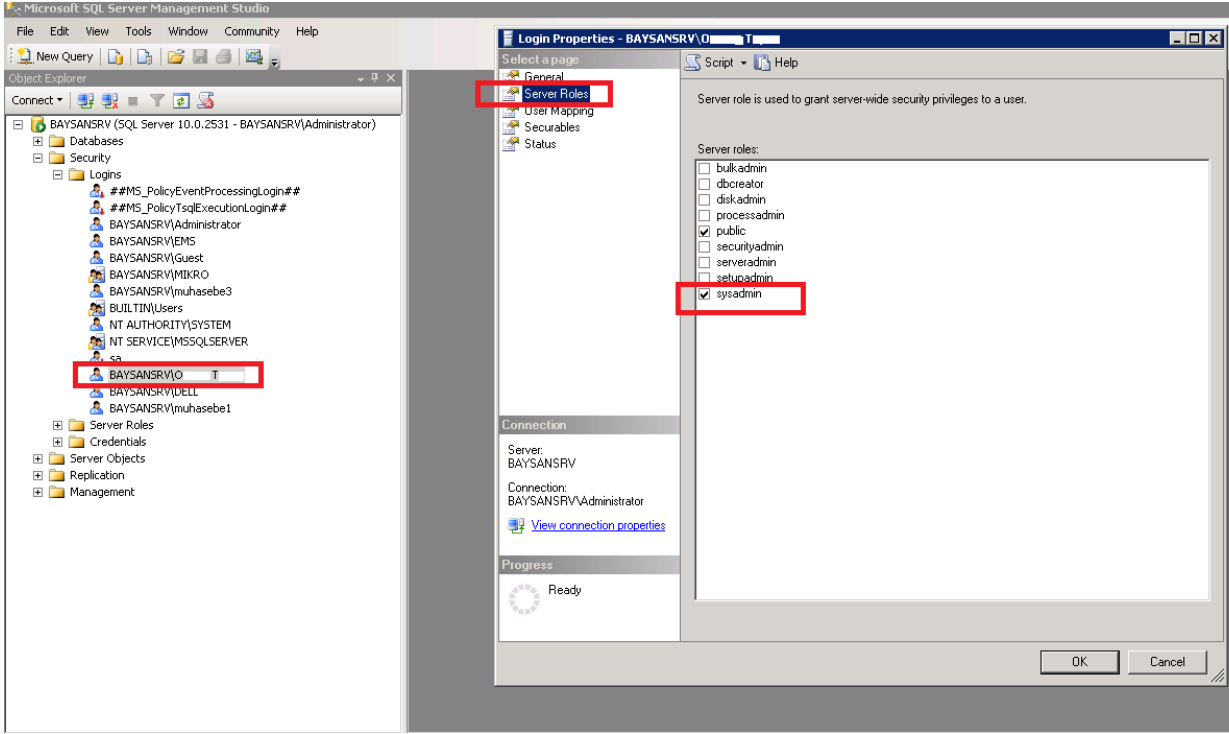 Microsoft SQL Server Management Studio
File Edit View Tools Window Community Help
New Query
Object Explorer
Connect
BAYSANSRV (SQL Server 10.0.2531 - BAYSANSRV\Administrator)
Databases
Security
Logins
##MS_PolicyEventProcessingLogin##
##MS_PolicyTsqlExecutionLogin##
BAYSANSRV\Administrator
BAYSANSRV\EMS
BAYSANSRV\Guest
BAYSANSRV\MIKRO
BAYSANSRV\muhasebe3
BUILTIN\Users
NT AUTHORITY\SYSTEM
NT SERVICE\MSSQLSERVER
sa
BAYSANSRV\O T
BAYSANSRV\DELL
BAYSANSRV\muhasebe1
Server Roles
Credentials
Server Objects
Replication
Management
Login Properties - BAYSANSRV\O T
Select a page
General
Server Roles
User Mapping
Securables
Status
Connection
Server:
BAYSANSRV
Connection:
BAYSANSRV\Administrator
View connection properties
Progress
Ready
Script Help
Server role is used to grant server-wide security privileges to a user.
Server roles:
bulkadmin
dbcreator
diskadmin
processadmin
public
securityadmin
serveradmin
setupadmin
sysadmin
OK Cancel